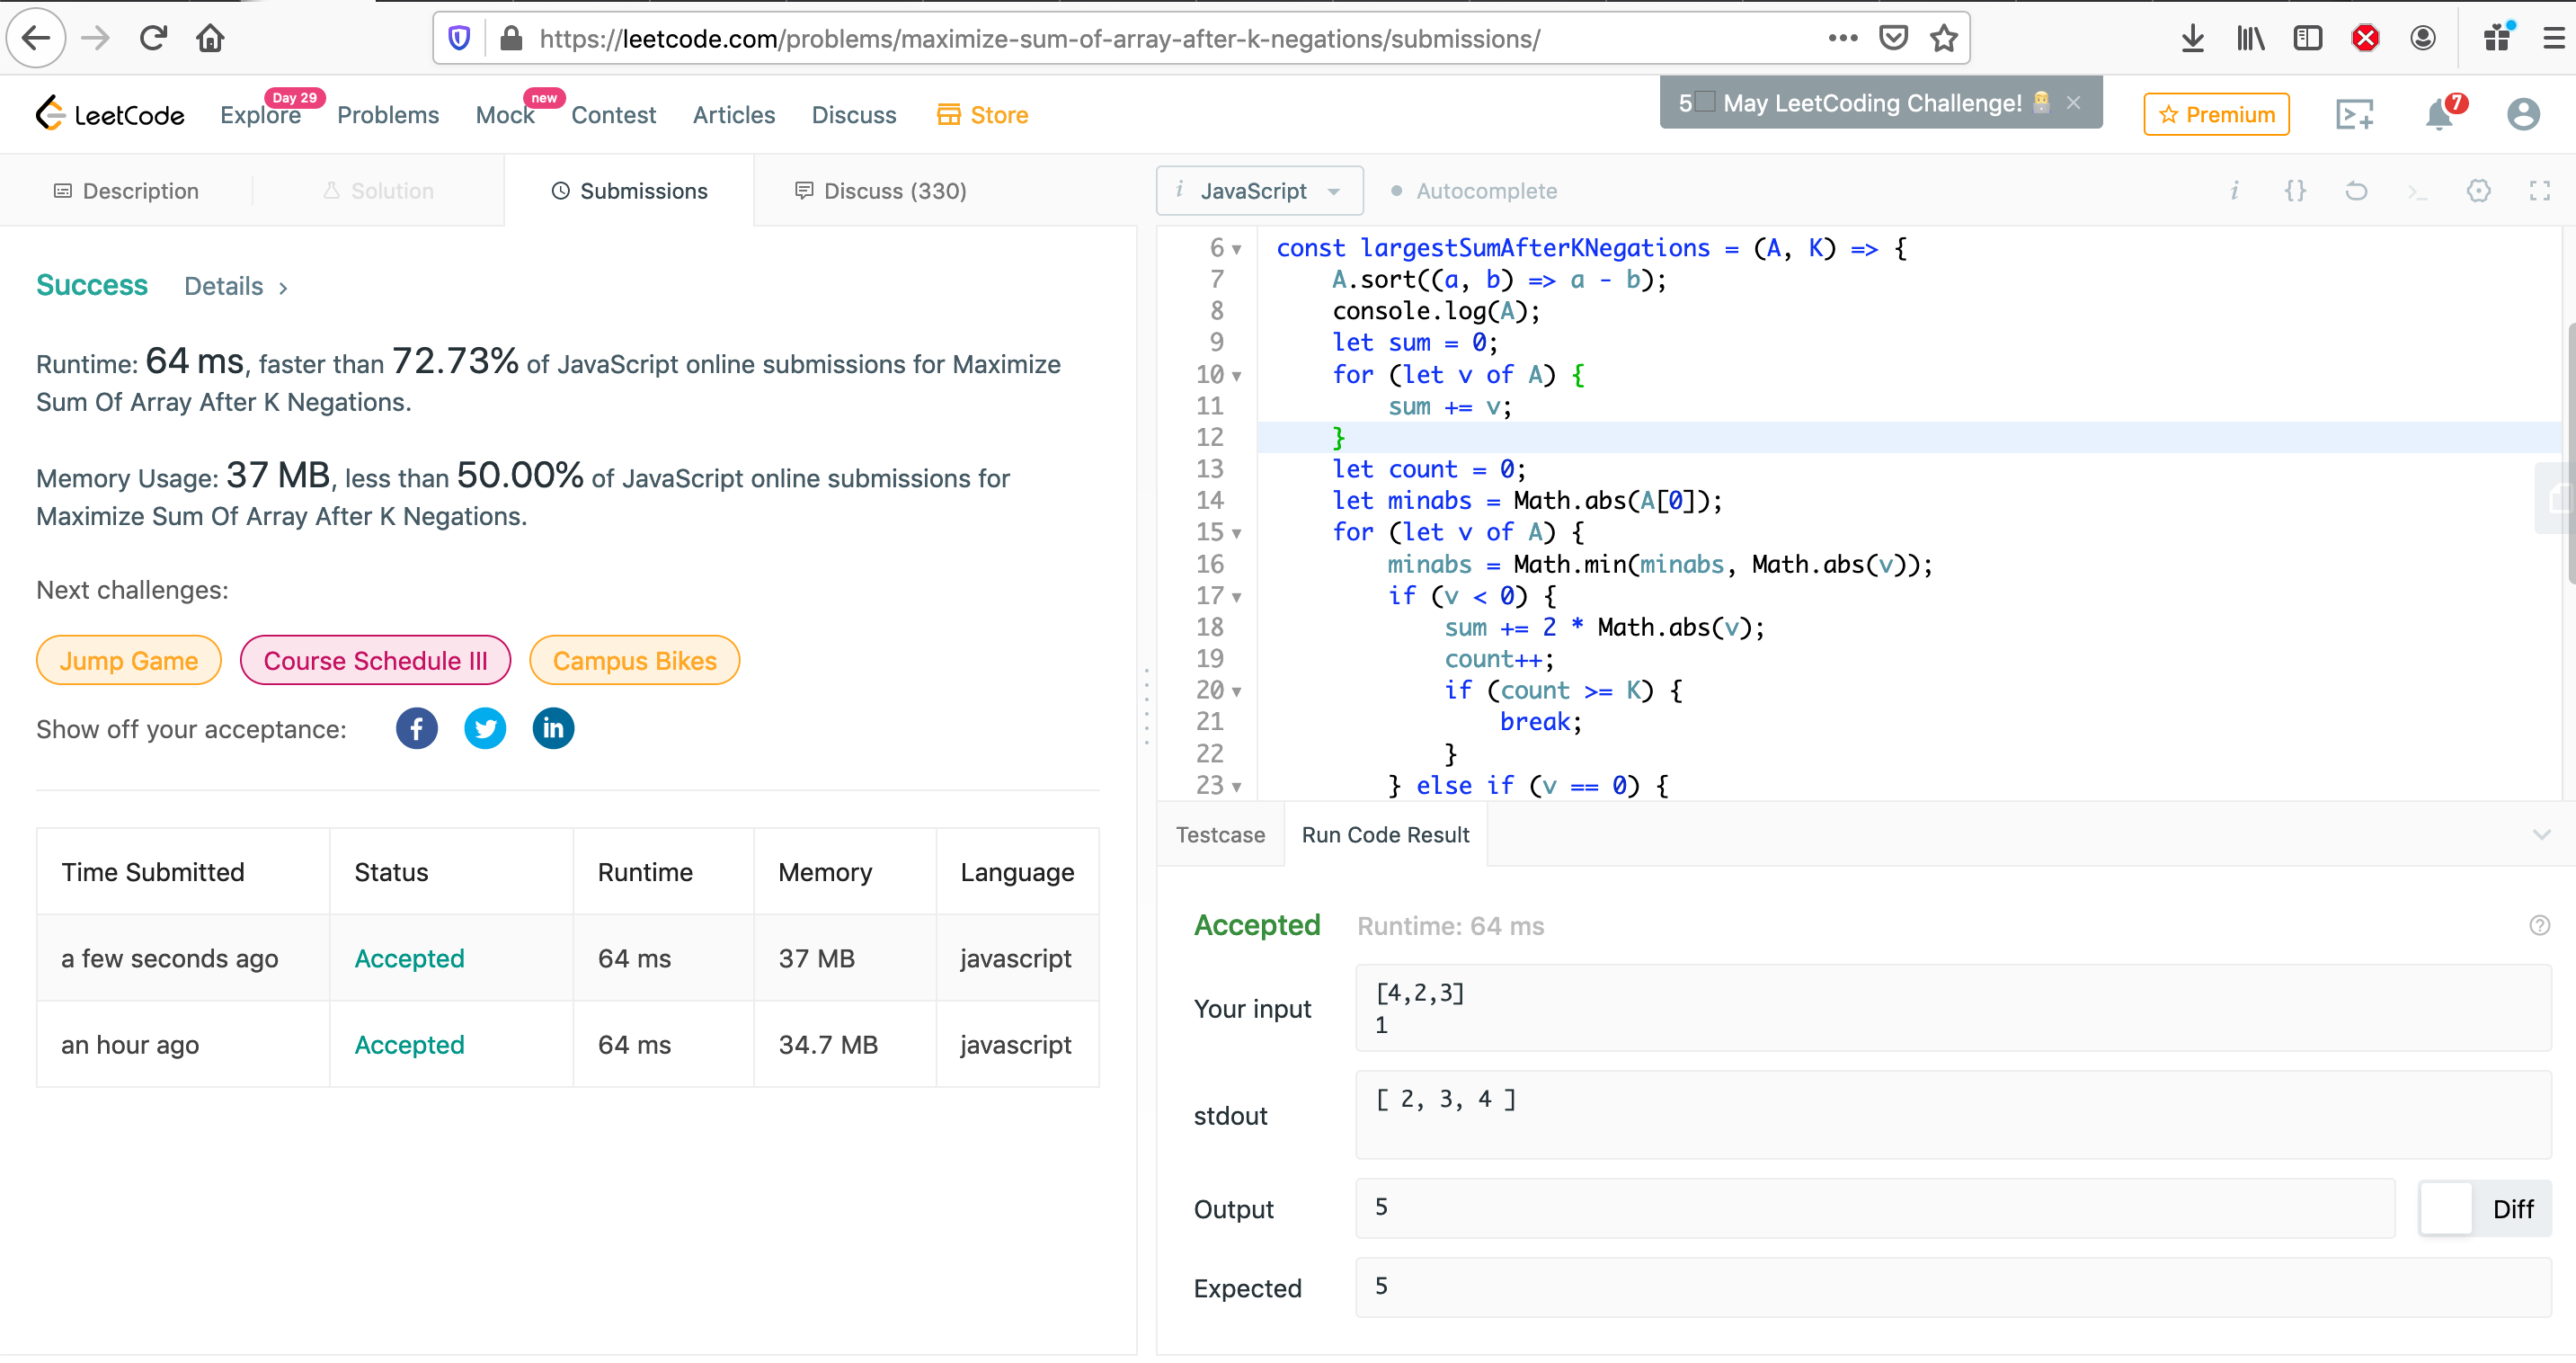 https://leetcode.com/problems/maximize-sum-of-array-after-k-negations/submissions/
LeetCode
Explore
Day 29
Problems
Mock
new
Contest
Articles
Discuss
Store
5 May LeetCoding Challenge!
Premium
7
Description
Solution
Submissions
Discuss (330)
i JavaScript
Autocomplete
Success Details >
Runtime: 64 ms, faster than 72.73% of JavaScript online submissions for Maximize
Sum Of Array After K Negations.
Memory Usage: 37 MB, less than 50.00% of JavaScript online submissions for
Maximize Sum Of Array After K Negations.
Next challenges:
Jump Game
Course Schedule III
Campus Bikes
Show off your acceptance:
Time Submitted Status Runtime Memory Language
a few seconds ago Accepted 64 ms 37 MB javascript
an hour ago Accepted 64 ms 34.7 MB javascript
6 const largestSumAfterKNegations = (A, K) => {
7 A.sort((a, b) => a - b);
8 console.log(A);
9 let sum = 0;
10 for (let v of A) {
11 sum += v;
12 }
13 let count = 0;
14 let minabs = Math.abs(A[0]);
15 for (let v of A) {
16 minabs = Math.min(minabs, Math.abs(v));
17 if (v < 0) {
18 sum += 2 * Math.abs(v);
19 count++;
20 if (count >= K) {
21 break;
22 }
23 } else if (v == 0) {
Testcase
Run Code Result
Accepted Runtime: 64 ms
Your input
[4,2,3]
1
stdout
[ 2, 3, 4 ]
Output
5
Diff
Expected
5